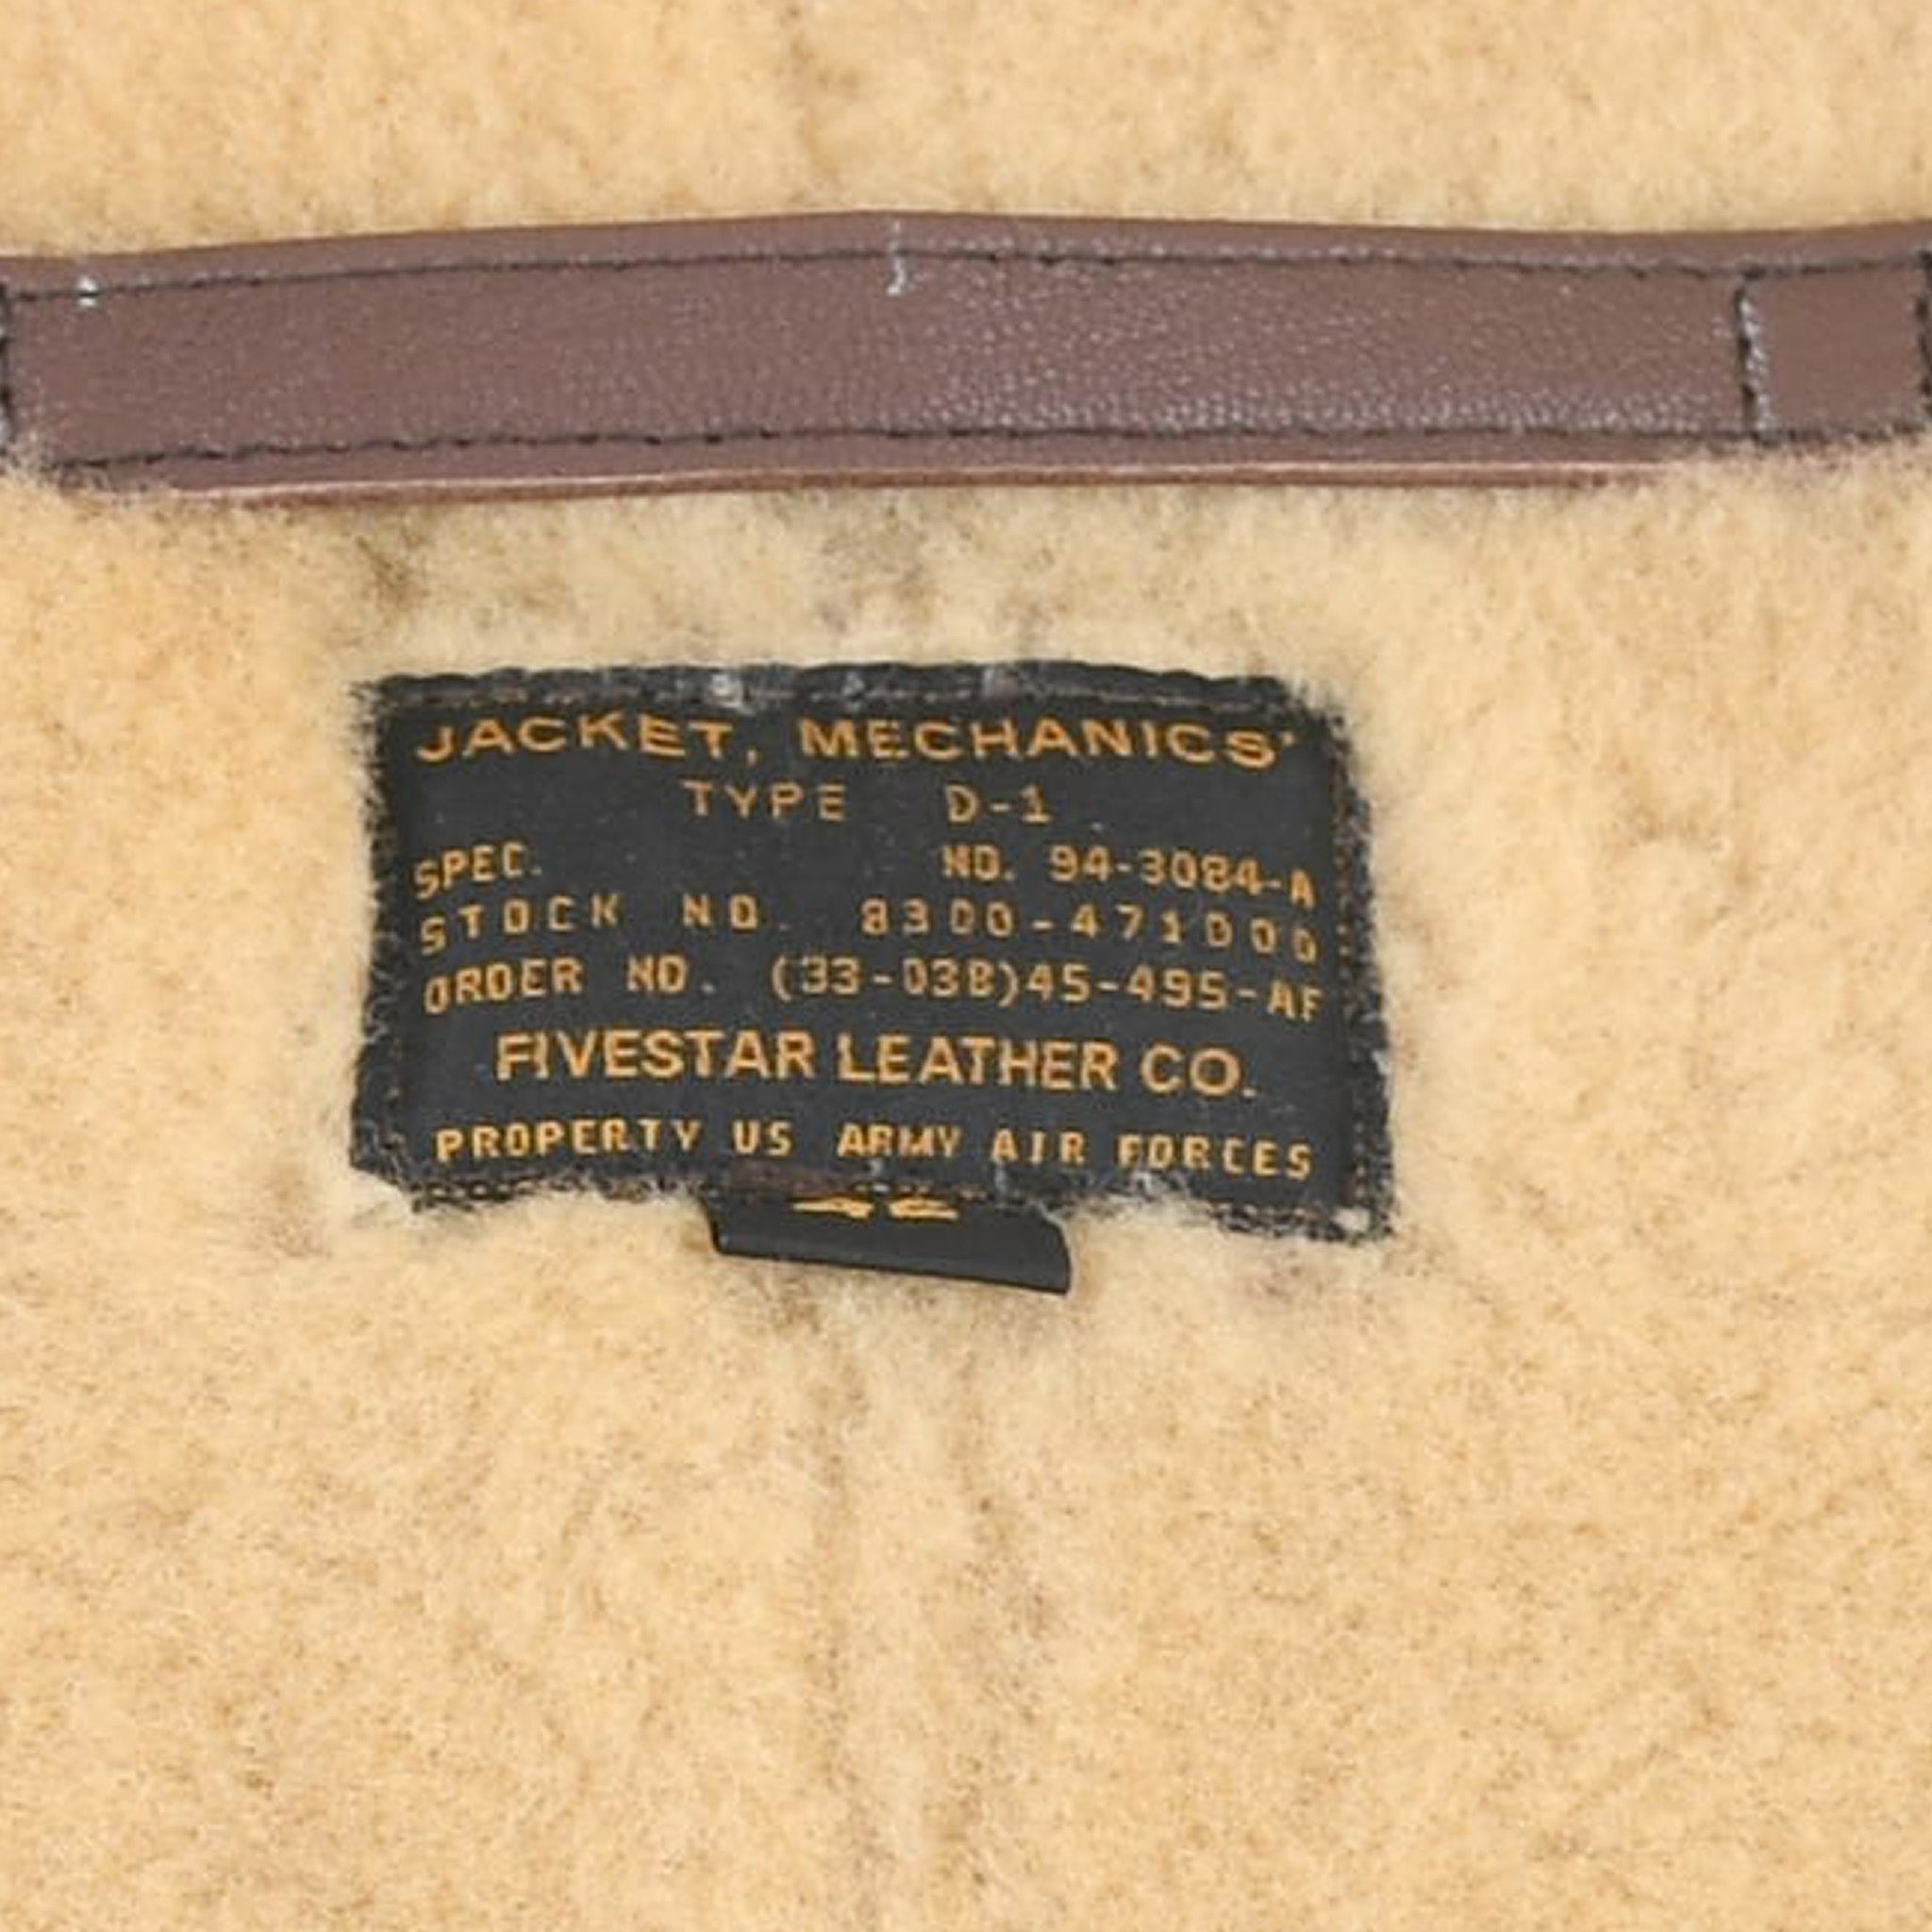 JACKET, MECHANICS'
TYPE D-1
SPEC. NO. 94-3084-A
STOCK NO. 8300-471000
ORDER NO. (33-038)45-495-AF
FIVESTAR LEATHER CO.
PROPERTY US ARMY AIR FORCES